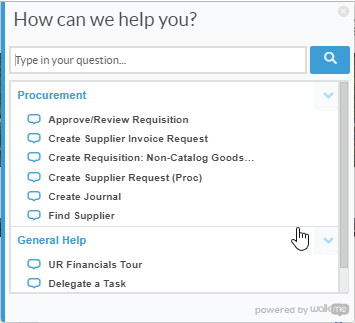 How can we help you?
Type in your question...
Procurement
Approve/Review Requisition
Create Supplier Invoice Request
Create Requisition: Non-Catalog Goods...
Create Supplier Request (Proc)
Create Journal
Find Supplier
General Help
UR Financials Tour
Delegate a Task
powered by walkme